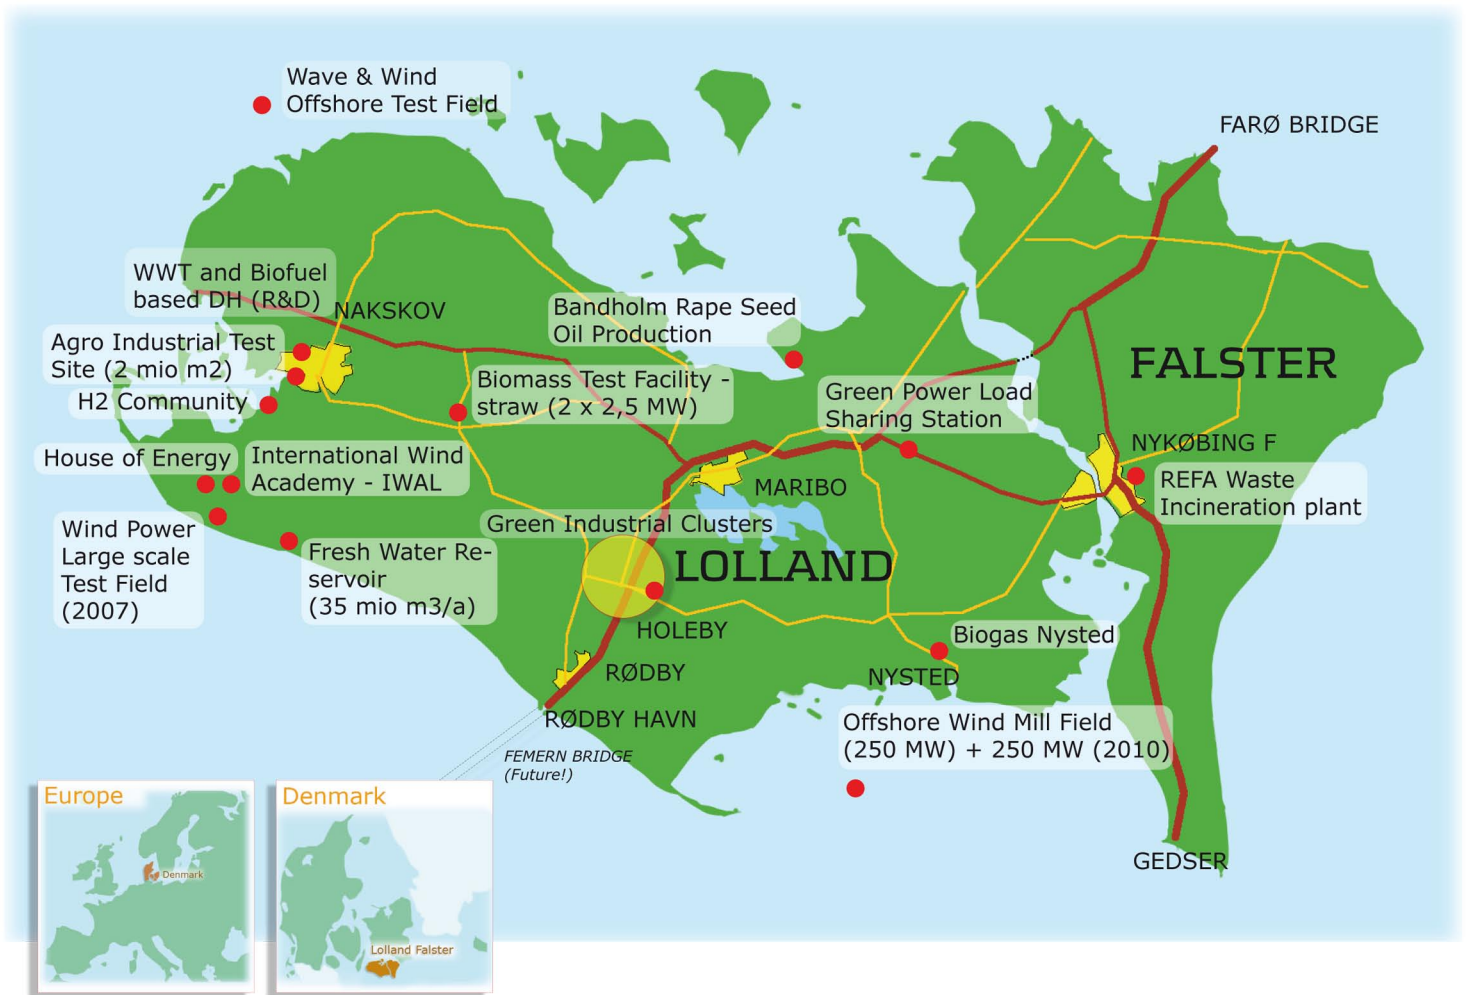 Wave & Wind
Offshore Test Field
FARØ BRIDGE
WWT and Biofuel
based DH (R&D)
NAKSKOV
Bandholm Rape Seed
Oil Production
Agro Industrial Test
Site (2 mio m2)
H2 Community
Biomass Test Facility -
straw (2 x 2,5 MW)
Green Power Load
Sharing Station
FALSTER
House of Energy
International Wind
Academy - IWAL
NYKØBING F
REFA Waste
Incineration plant
MARIBO
Green Industrial Clusters
Wind Power
Large scale
Test Field
(2007)
Fresh Water Re-
servoir
(35 mio m3/a)
LOLLAND
HOLEBY
Biogas Nysted
RØDBY
NYSTED
RØDBY HAVN
Offshore Wind Mill Field
(250 MW) + 250 MW (2010)
FEMERN BRIDGE
(Future!)
GEDSER
Europe
Denmark
Denmark
Lolland Falster